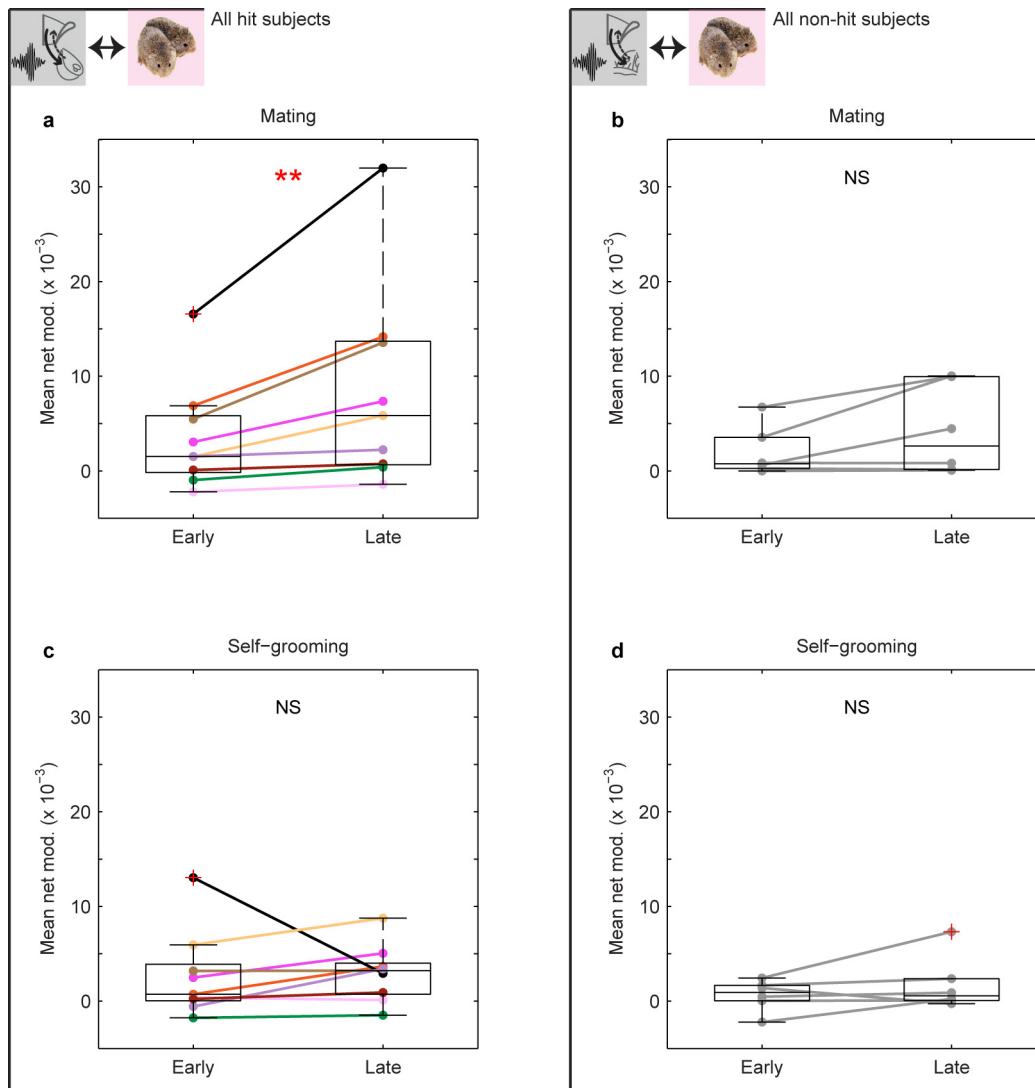 All hit subjects
All non-hit subjects
a
Mating
**
Mean net mod. (x 10⁻³)
30
20
10
0
Early
Late
b
Mating
NS
Mean net mod. (x 10⁻³)
30
20
10
0
Early
Late
c
Self−grooming
NS
Mean net mod. (x 10⁻³)
30
20
10
0
Early
Late
d
Self−grooming
NS
Mean net mod. (x 10⁻³)
30
20
10
0
Early
Late